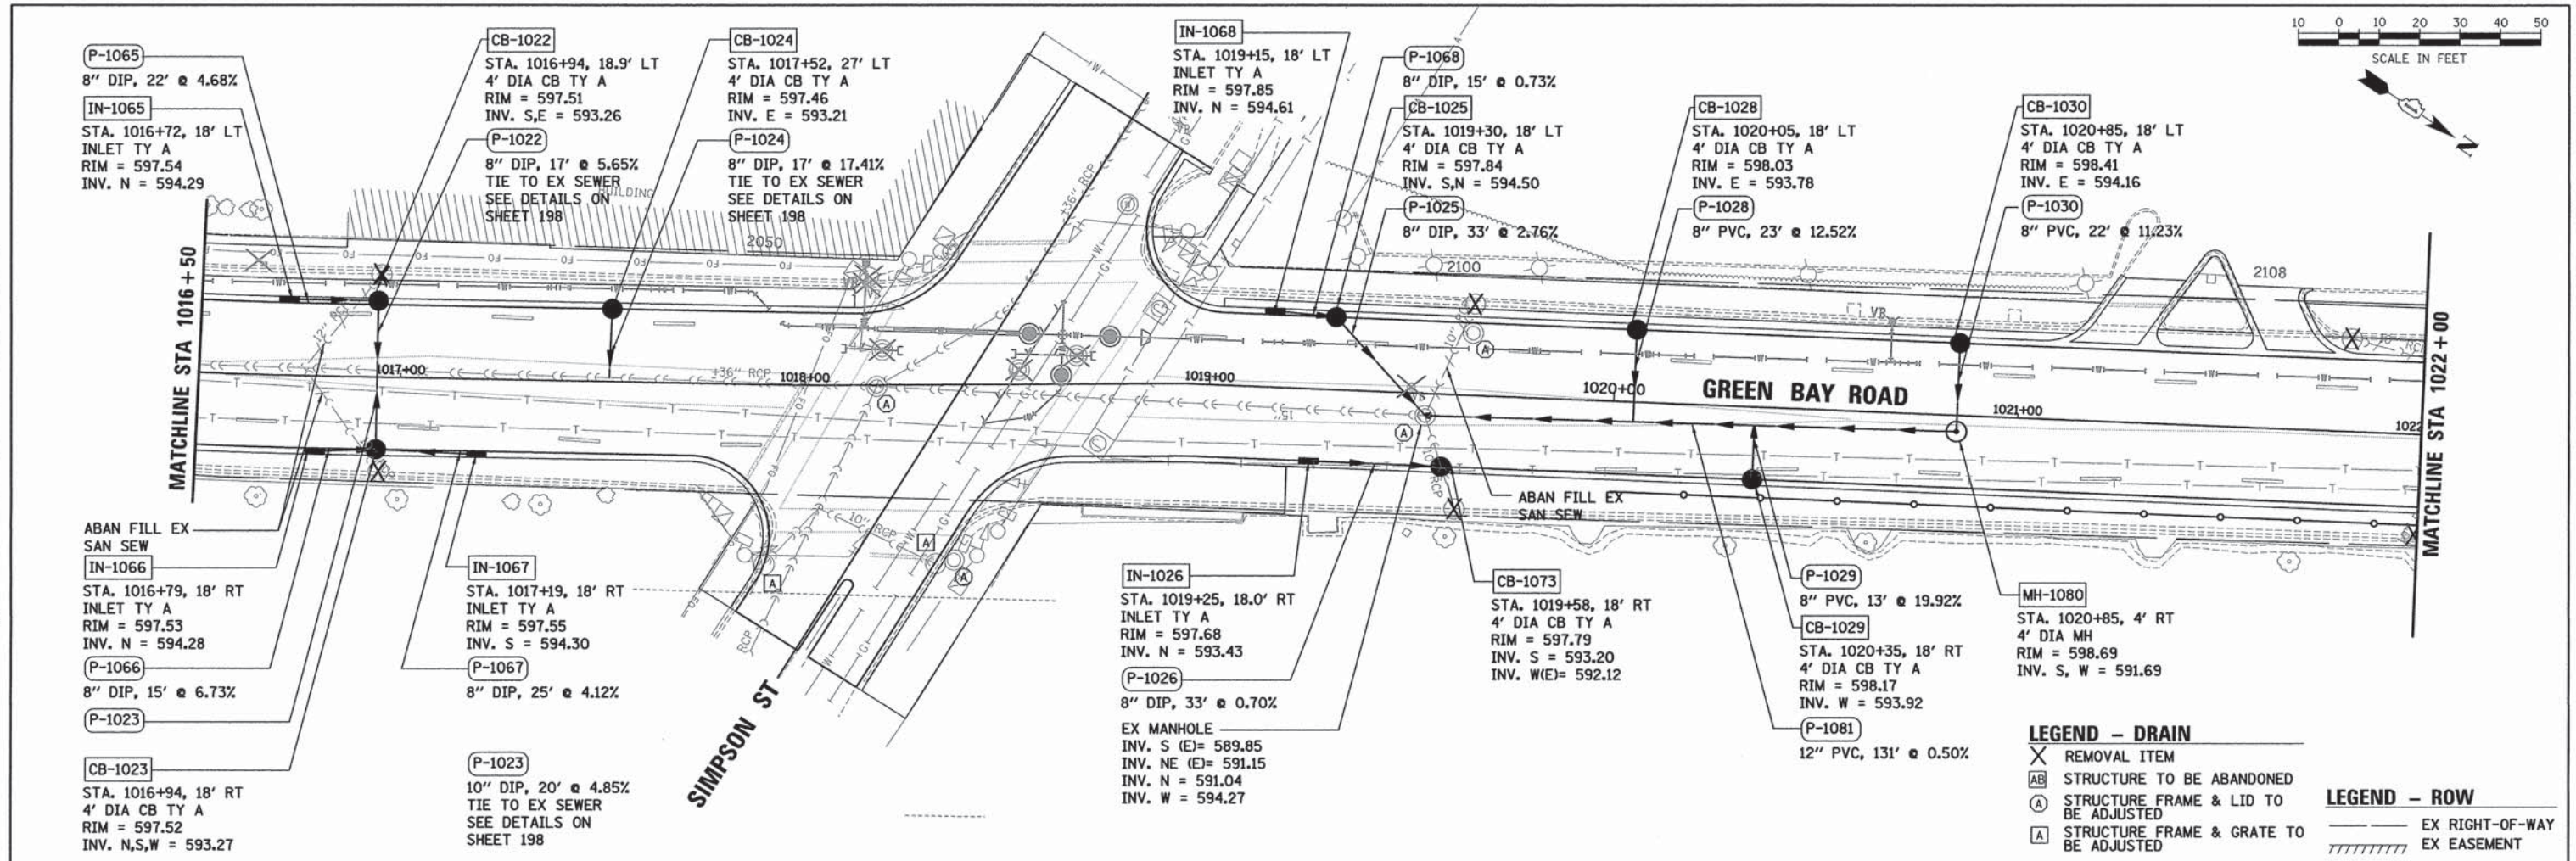 P-1065
8" DIP, 22' @ 4.68%
IN-1065
STA. 1016+72, 18' LT
INLET TY A
RIM = 597.54
INV. N = 594.29
CB-1022
STA. 1016+94, 18.9' LT
4' DIA CB TY A
RIM = 597.51
INV. S,E = 593.26
P-1022
8" DIP, 17' @ 5.65%
TIE TO EX SEWER
SEE DETAILS ON
SHEET 198
CB-1024
STA. 1017+52, 27' LT
4' DIA CB TY A
RIM = 597.46
INV. E = 593.21
P-1024
8" DIP, 17' @ 17.41%
TIE TO EX SEWER
SEE DETAILS ON
SHEET 198
IN-1068
STA. 1019+15, 18' LT
INLET TY A
RIM = 597.85
INV. N = 594.61
P-1068
8" DIP, 15' @ 0.73%
CB-1025
STA. 1019+30, 18' LT
4' DIA CB TY A
RIM = 597.84
INV. S,N = 594.50
P-1025
8" DIP, 33' @ 2.76%
CB-1028
STA. 1020+05, 18' LT
4' DIA CB TY A
RIM = 598.03
INV. E = 593.78
P-1028
8" PVC, 23' @ 12.52%
CB-1030
STA. 1020+85, 18' LT
4' DIA CB TY A
RIM = 598.41
INV. E = 594.16
P-1030
8" PVC, 22' @ 11.23%
10 0 10 20 30 40 50
SCALE IN FEET
N
BUILDING
2050
2100
2108
VB
MATCHLINE STA 1016+50
12" RCP
1017+00
+36" RCP
1018+00
+36" RCP
1019+00
15"
1020+00
GREEN BAY ROAD
1021+00
1022
MATCHLINE STA 1022+00
10" RCP
RCP
SIMPSON ST
ABAN FILL EX
SAN SEW
ABAN FILL EX
SAN SEW
IN-1066
STA. 1016+79, 18' RT
INLET TY A
RIM = 597.53
INV. N = 594.28
P-1066
8" DIP, 15' @ 6.73%
P-1023
CB-1023
STA. 1016+94, 18' RT
4' DIA CB TY A
RIM = 597.52
INV. N,S,W = 593.27
IN-1067
STA. 1017+19, 18' RT
INLET TY A
RIM = 597.55
INV. S = 594.30
P-1067
8" DIP, 25' @ 4.12%
P-1023
10" DIP, 20' @ 4.85%
TIE TO EX SEWER
SEE DETAILS ON
SHEET 198
IN-1026
STA. 1019+25, 18.0' RT
INLET TY A
RIM = 597.68
INV. N = 593.43
P-1026
8" DIP, 33' @ 0.70%
EX MANHOLE
INV. S (E)= 589.85
INV. NE (E)= 591.15
INV. N = 591.04
INV. W = 594.27
CB-1073
STA. 1019+58, 18' RT
4' DIA CB TY A
RIM = 597.79
INV. S = 593.20
INV. W(E)= 592.12
P-1029
8" PVC, 13' @ 19.92%
CB-1029
STA. 1020+35, 18' RT
4' DIA CB TY A
RIM = 598.17
INV. W = 593.92
P-1081
12" PVC, 131' @ 0.50%
MH-1080
STA. 1020+85, 4' RT
4' DIA MH
RIM = 598.69
INV. S, W = 591.69
LEGEND - DRAIN
REMOVAL ITEM
AB STRUCTURE TO BE ABANDONED
A STRUCTURE FRAME & LID TO
BE ADJUSTED
A STRUCTURE FRAME & GRATE TO
BE ADJUSTED
LEGEND - ROW
EX RIGHT-OF-WAY
EX EASEMENT